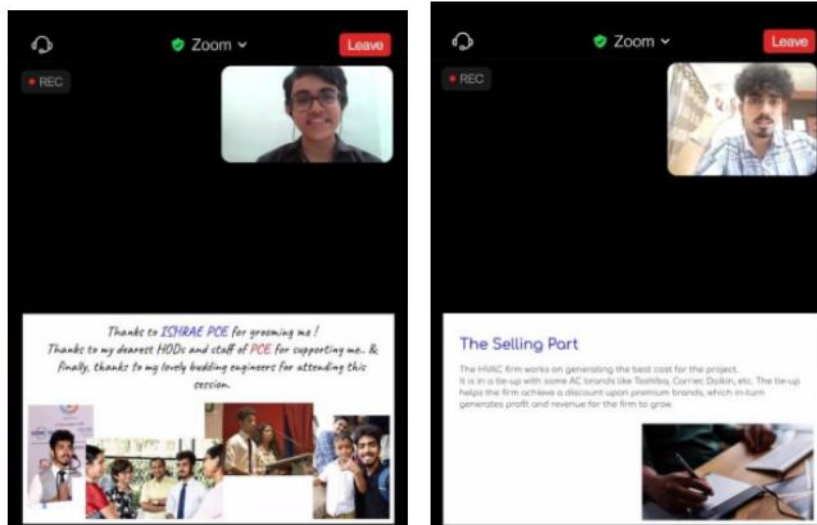 Zoom
Leave
REC
Thanks to ISHRAE PCE for grooming me !
Thanks to my dearest HODs and staff of PCE for supporting me.. &
finally, thanks to my lovely budding engineers for attending this
session.
Zoom
Leave
REC
The Selling Part
The HVAC firm works on generating the best cost for the project.
It is in a tie-up with some AC brands like Toshiba, Carrier, Daikin, etc. The tie-up
helps the firm achieve a discount upon premium brands, which in-turn
generates profit and revenue for the firm to grow.